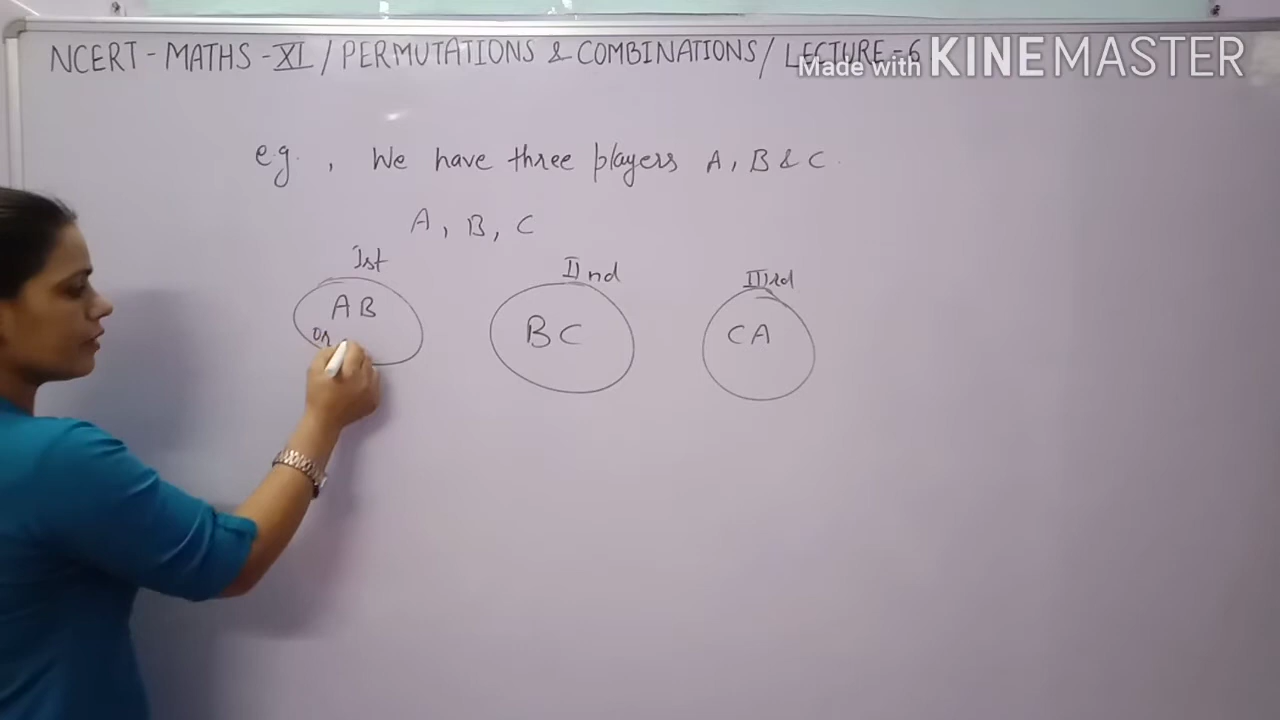 NCERT - MATHS - XI / PERMUTATIONS & COMBINATIONS / LECTURE - 6
Made with KINEMASTER
e.g. , We have three players A, B & C.
A, B, C
Ist IInd IIIrd
AB BC CA
or